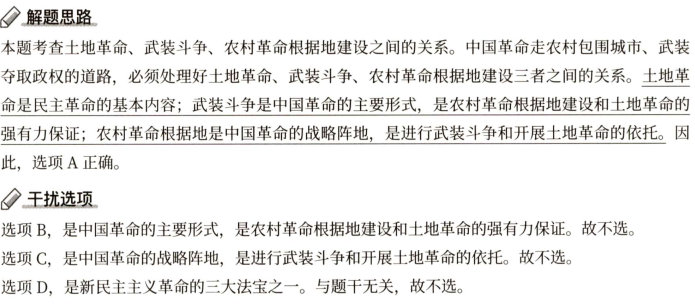 解题思路
本题考查土地革命、武装斗争、农村革命根据地建设之间的关系。中国革命走农村包围城市、武装
夺取政权的道路，必须处理好土地革命、武装斗争、农村革命根据地建设三者之间的关系。土地革
命是民主革命的基本内容；武装斗争是中国革命的主要形式，是农村革命根据地建设和土地革命的
强有力保证；农村革命根据地是中国革命的战略阵地，是进行武装斗争和开展土地革命的依托。因
此，选项 A 正确。
干扰选项
选项 B，是中国革命的主要形式，是农村革命根据地建设和土地革命的强有力保证。故不选。
选项 C，是中国革命的战略阵地，是进行武装斗争和开展土地革命的依托。故不选。
选项 D，是新民主主义革命的三大法宝之一。与题干无关，故不选。